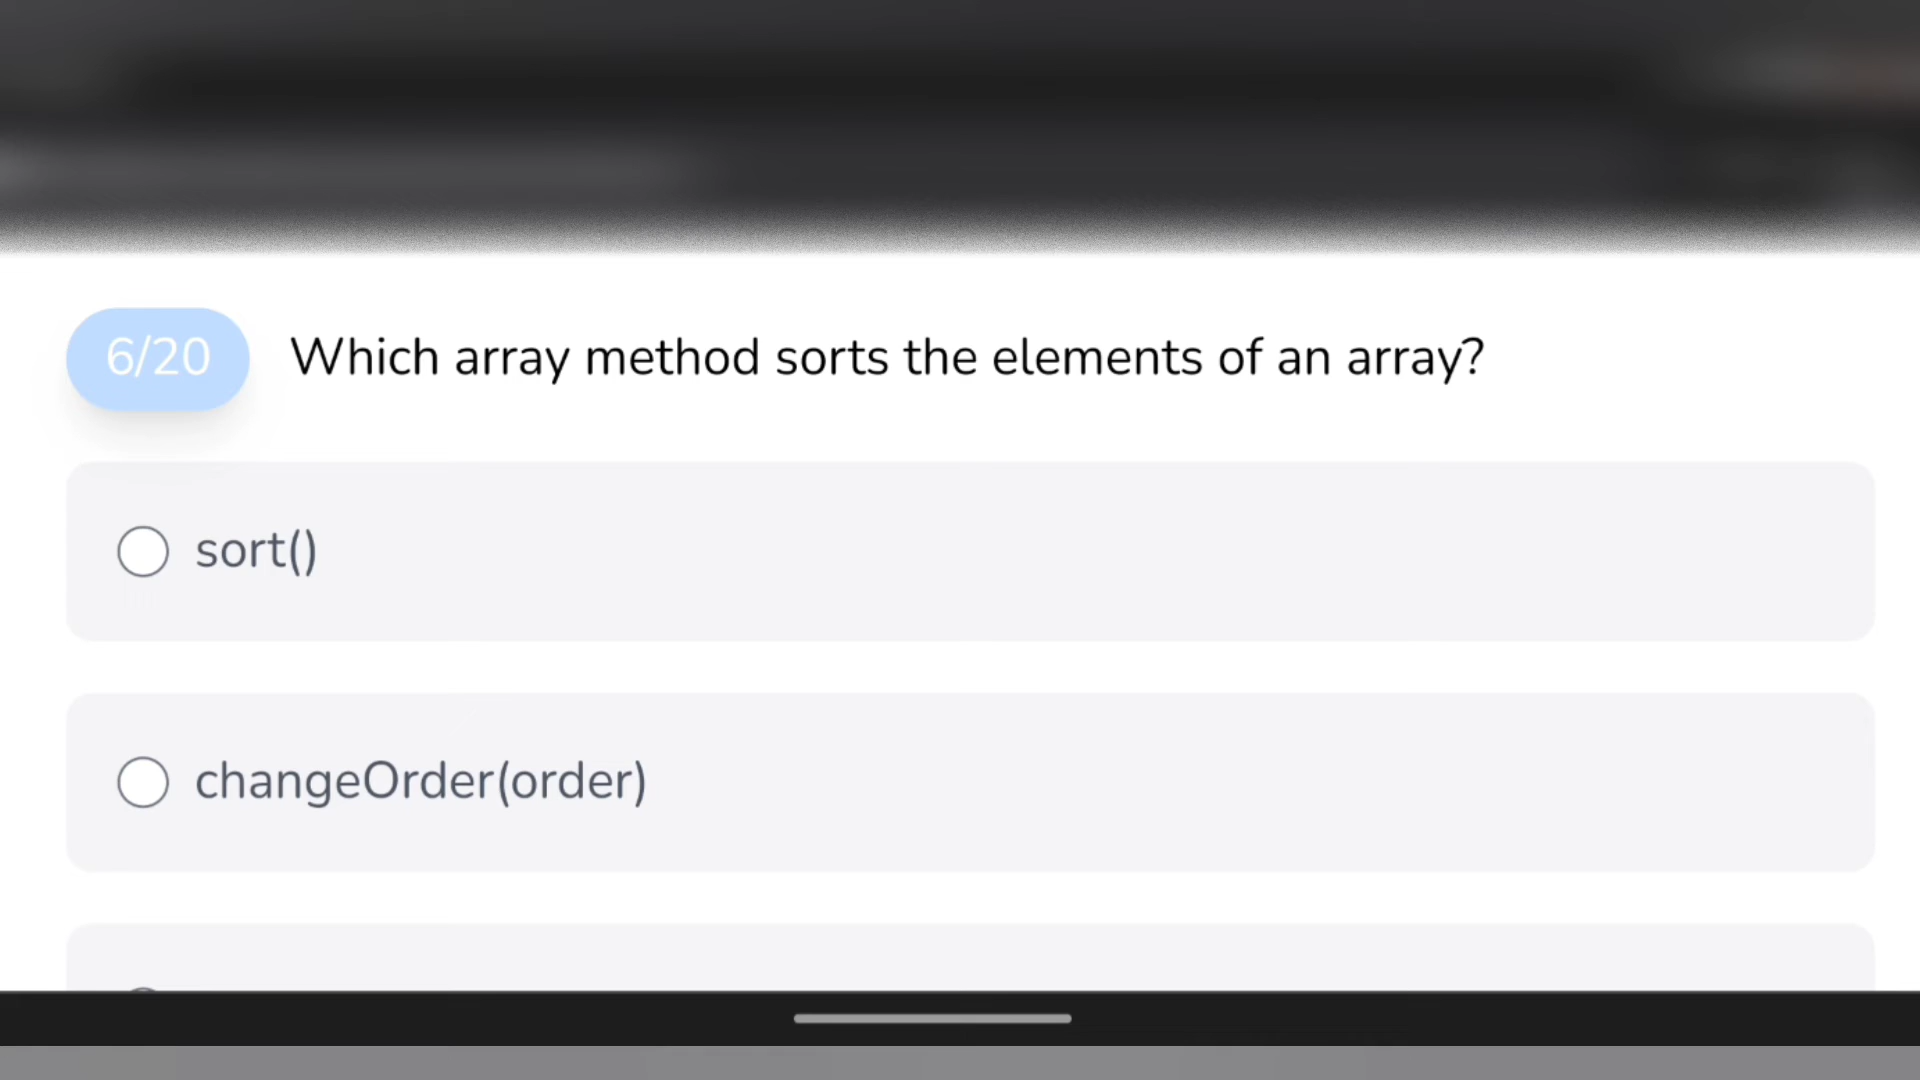 6/20 Which array method sorts the elements of an array?
sort()
changeOrder(order)